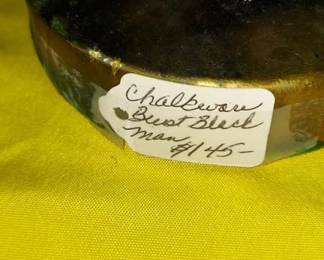 Chalkware
Bust Black
Man
$145-